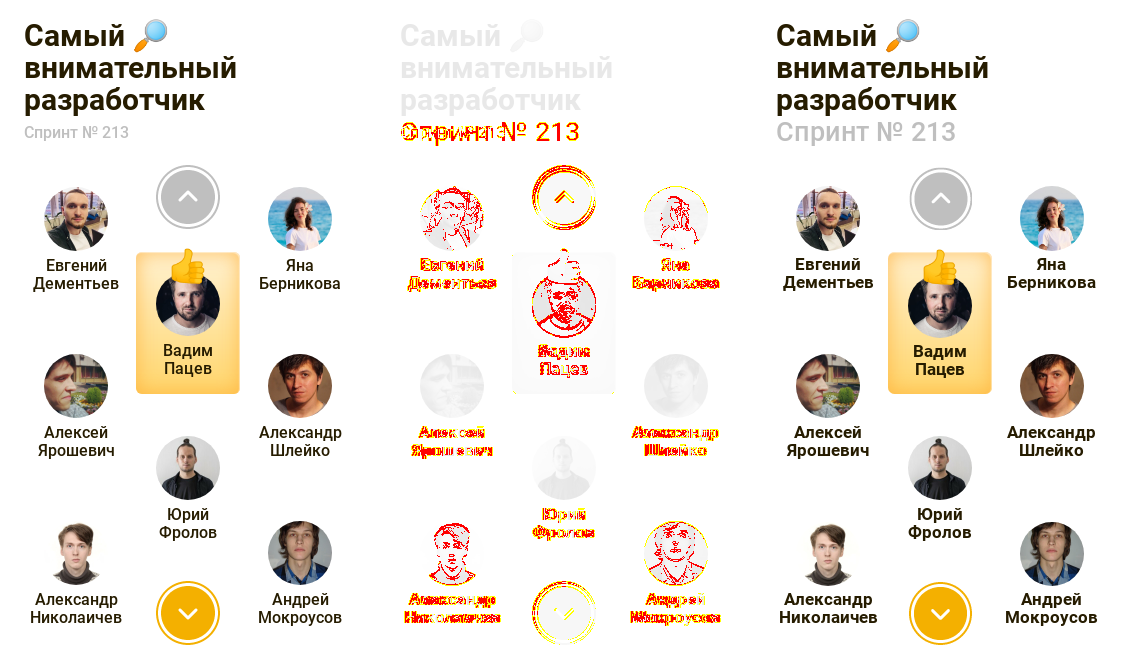 Самый 🔎
внимательный
разработчик
Спринт № 213
Евгений
Дементьев
Вадим
Пацев
Яна
Берникова
Алексей
Ярошевич
Александр
Шлейко
Юрий
Фролов
Александр
Николаичев
Андрей
Мокроусов
Самый
внимательный
разработчик
Спринт № 213
Евгений
Дементьев
Вадим
Пацев
Яна
Берникова
Алексей
Ярошевич
Александр
Шлейко
Юрий
Фролов
Александр
Николаичев
Андрей
Мокроусов
Самый 🔎
внимательный
разработчик
Спринт № 213
Евгений
Дементьев
Вадим
Пацев
Яна
Берникова
Алексей
Ярошевич
Александр
Шлейко
Юрий
Фролов
Александр
Николаичев
Андрей
Мокроусов